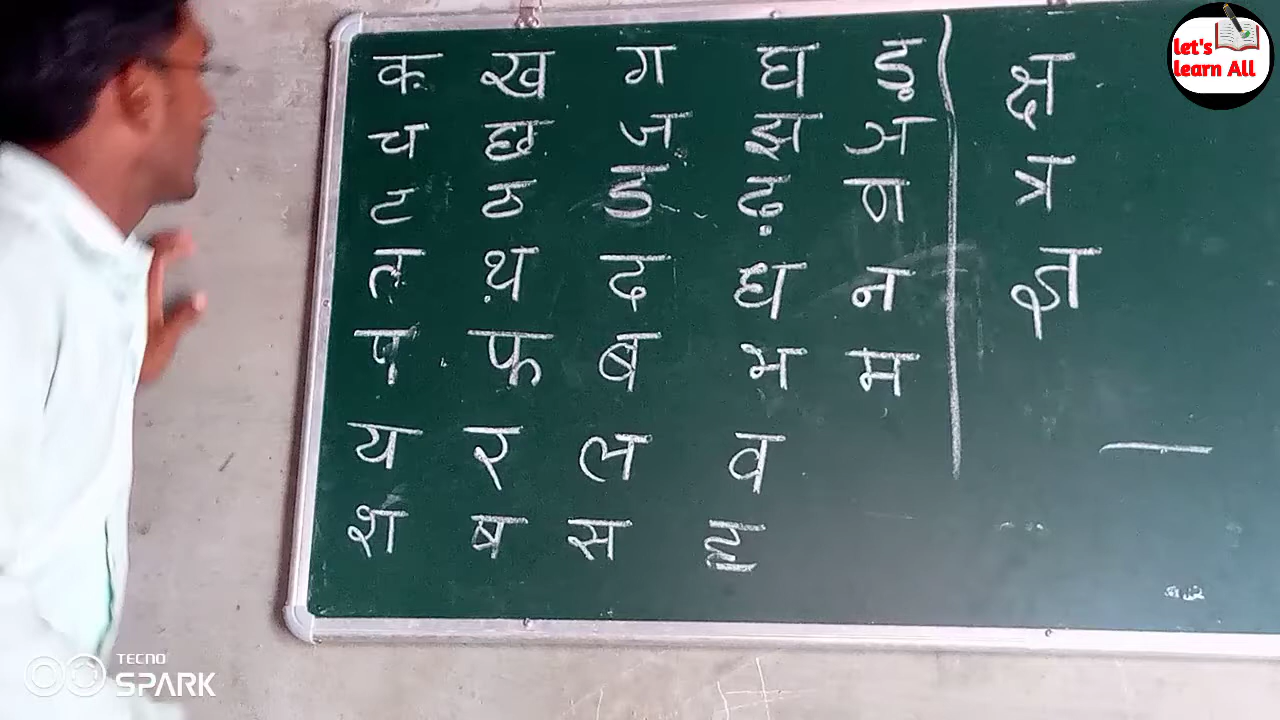 क ख ग घ ङ
च छ ज झ ञ
ट ठ ड ढ़ ण
त थ द ध न
प फ ब भ म
य र ल व
श ष स ह
क्ष
त्र
ज्ञ
let's
learn All
TECNO
SPARK